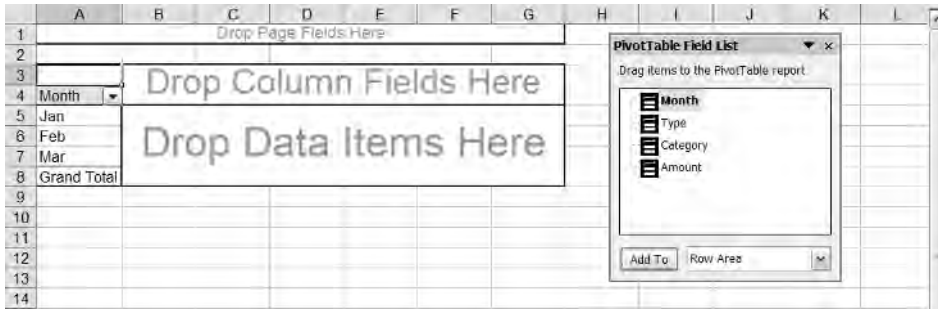 A B C D E F G H I J K L
1 Drop Page Fields Here
2
3 Drop Column Fields Here
4 Month
5 Jan
6 Feb
7 Mar
Drop Data Items Here
8 Grand Total
9
10
11
12
13
14
PivotTable Field List
Drag items to the PivotTable report
Month
Type
Category
Amount
Add To Row Area